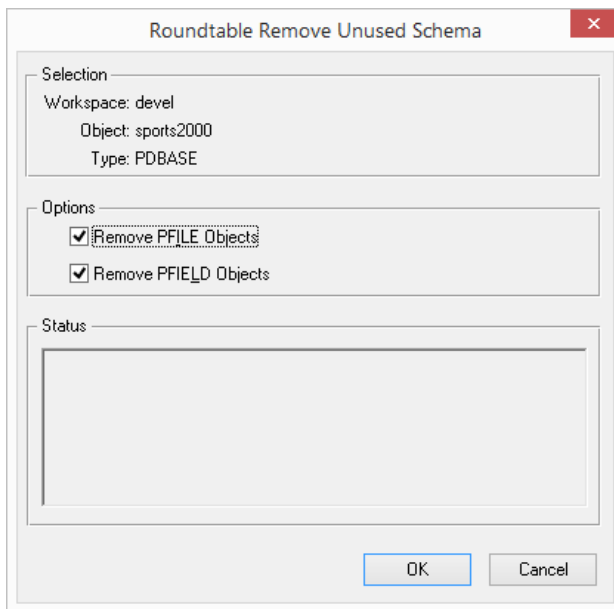 Roundtable Remove Unused Schema
Selection
Workspace: devel
Object: sports2000
Type: PDBASE
Options
Remove PFILE Objects
Remove PFIELD Objects
Status
OK Cancel